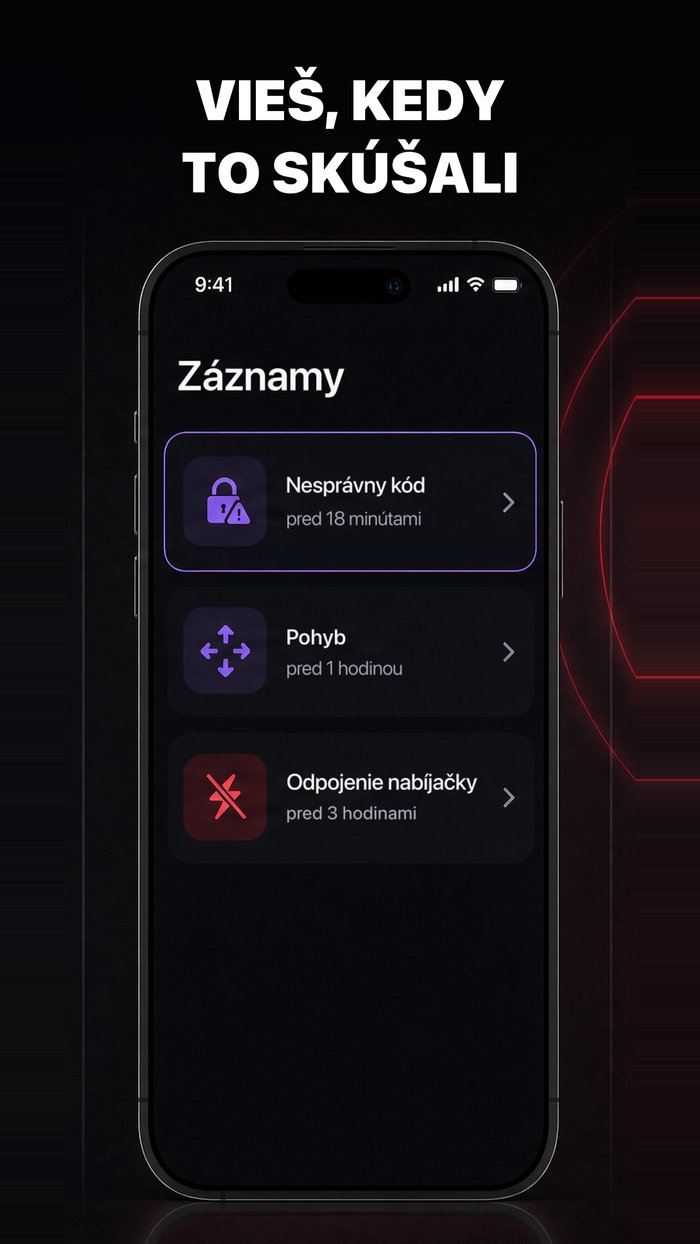 VIEŠ, KEDY
TO SKÚŠALI
9:41
Záznamy
Nesprávny kód
pred 18 minútami
Pohyb
pred 1 hodinou
Odpojenie nabíjačky
pred 3 hodinami